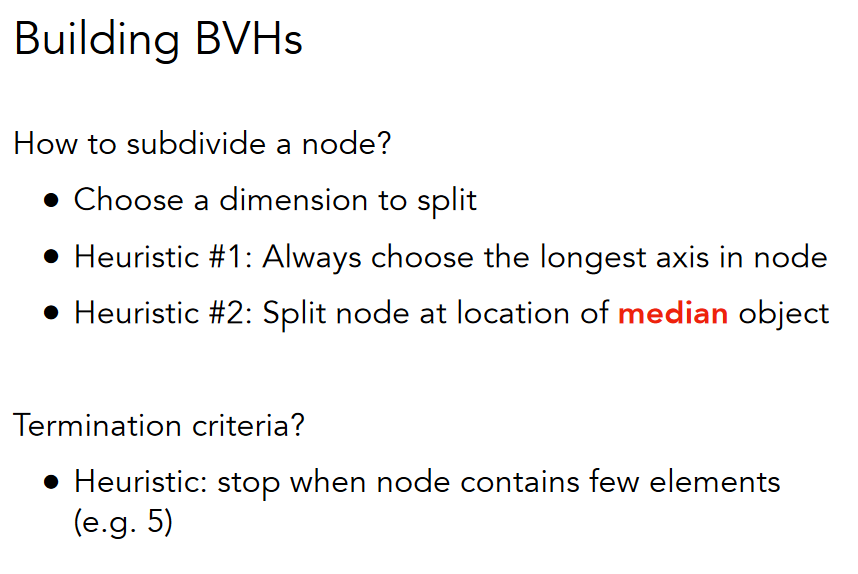 Building BVHs
How to subdivide a node?
● Choose a dimension to split
● Heuristic #1: Always choose the longest axis in node
● Heuristic #2: Split node at location of median object
Termination criteria?
● Heuristic: stop when node contains few elements
(e.g. 5)